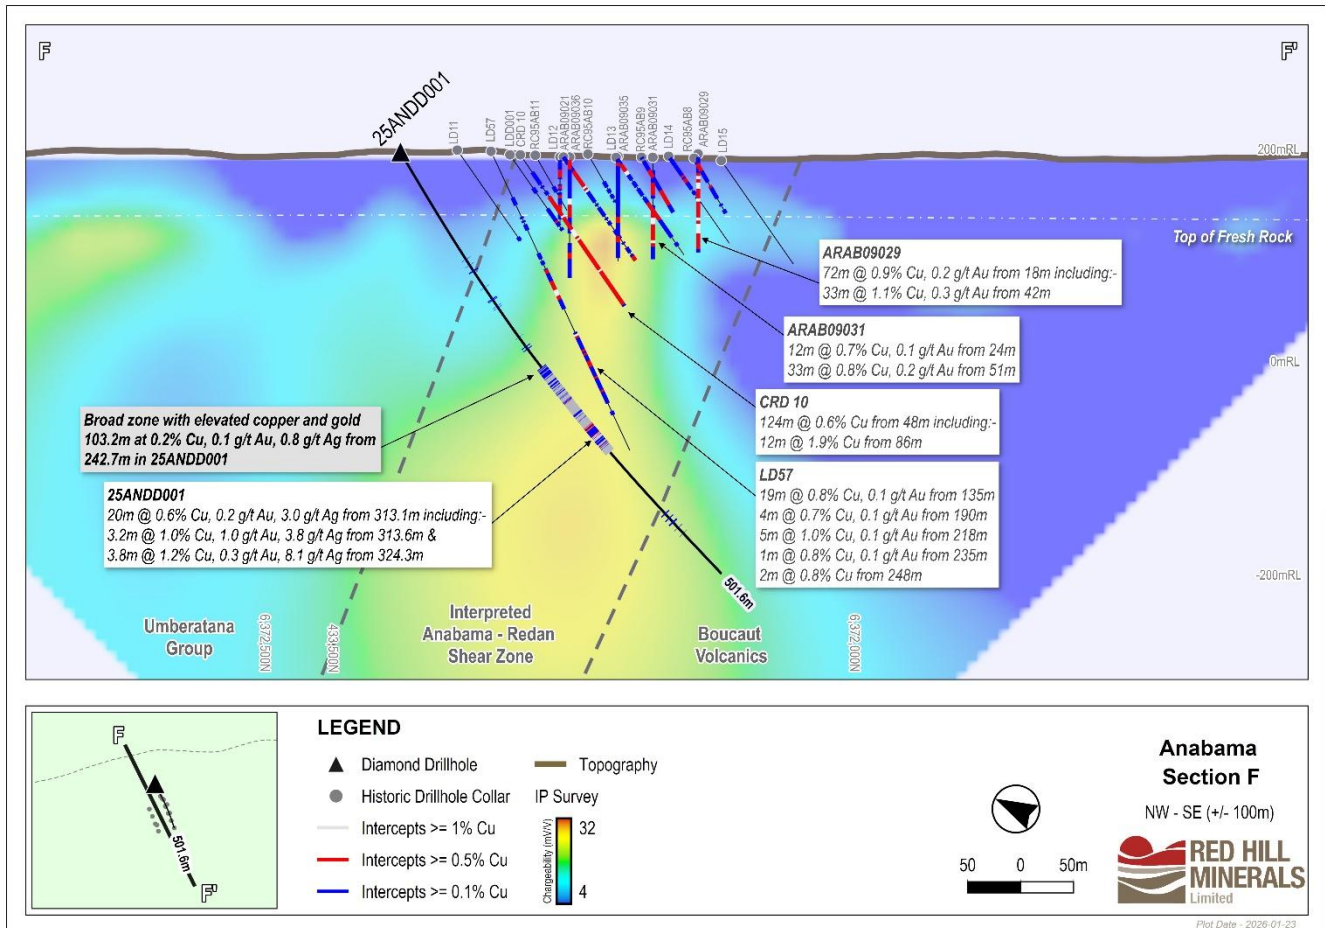 F
F'
25ANDD001
LD11
LD57
LDD001
CRD 10
RC95AB11
LD12
ARAB09021
ARAB09036
RC95AB10
LD13
ARAB09035
RC95AB9
ARAB09031
LD14
RC95AB8
ARAB09029
LD15
200mRL
Top of Fresh Rock
ARAB09029
72m @ 0.9% Cu, 0.2 g/t Au from 18m including:-
33m @ 1.1% Cu, 0.3 g/t Au from 42m
ARAB09031
12m @ 0.7% Cu, 0.1 g/t Au from 24m
33m @ 0.8% Cu, 0.2 g/t Au from 51m
0mRL
CRD 10
124m @ 0.6% Cu from 48m including:-
12m @ 1.9% Cu from 86m
Broad zone with elevated copper and gold
103.2m at 0.2% Cu, 0.1 g/t Au, 0.8 g/t Ag from
242.7m in 25ANDD001
LD57
19m @ 0.8% Cu, 0.1 g/t Au from 135m
4m @ 0.7% Cu, 0.1 g/t Au from 190m
5m @ 1.0% Cu, 0.1 g/t Au from 218m
1m @ 0.8% Cu, 0.1 g/t Au from 235m
2m @ 0.8% Cu from 248m
25ANDD001
20m @ 0.6% Cu, 0.2 g/t Au, 3.0 g/t Ag from 313.1m including:-
3.2m @ 1.0% Cu, 1.0 g/t Au, 3.8 g/t Ag from 313.6m &
3.8m @ 1.2% Cu, 0.3 g/t Au, 8.1 g/t Ag from 324.3m
-200mRL
501.6m
Umberatana
Group
6372,500N
433,500N
Interpreted
Anabama - Redan
Shear Zone
Boucaut
Volcanics
6,372,000N
F
501.6m
F'
LEGEND
Diamond Drillhole
Historic Drillhole Collar
Intercepts >= 1% Cu
Intercepts >= 0.5% Cu
Intercepts >= 0.1% Cu
Topography
IP Survey
Chargeability (mV/V)
32
4
50
0
50m
Anabama
Section F
NW - SE (+/- 100m)
RED HILL
MINERALS
Limited
Plot Date - 2026-01-23